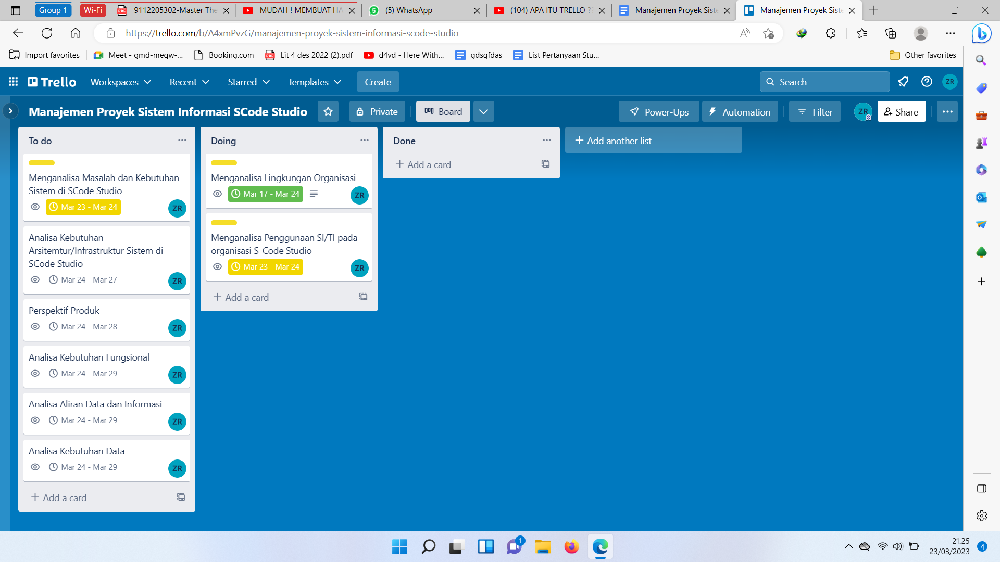 Group 1
Wi-Fi
9112205302-Master The
MUDAH ! MEMBUAT HA
(5) WhatsApp
(104) APA ITU TRELLO ??
Manajemen Proyek Siste
Manajemen Proyek Siste
https://trello.com/b/A4xmPvzG/manajemen-proyek-sistem-informasi-scode-studio
Import favorites
Meet - gmd-meqw-...
Booking.com
Lit 4 des 2022 (2).pdf
d4vd - Here With...
gdsgfdas
List Pertanyaan Stu...
Other favorites
Trello
Workspaces
Recent
Starred
Templates
Create
Search
ZR
Manajemen Proyek Sistem Informasi SCode Studio
Private
Board
Power-Ups
Automation
Filter
ZR
Share
To do
Menganalisa Masalah dan Kebutuhan
Sistem di SCode Studio
Mar 23 - Mar 24
ZR
Analisa Kebutuhan
Arsitemtur/Infrastruktur Sistem di
SCode Studio
Mar 24 - Mar 27
ZR
Perspektif Produk
Mar 24 - Mar 28
ZR
Analisa Kebutuhan Fungsional
Mar 24 - Mar 29
ZR
Analisa Aliran Data dan Informasi
Mar 24 - Mar 29
ZR
Analisa Kebutuhan Data
Mar 24 - Mar 29
ZR
+ Add a card
Doing
Menganalisa Lingkungan Organisasi
Mar 17 - Mar 24
ZR
Menganalisa Penggunaan SI/TI pada
organisasi S-Code Studio
Mar 23 - Mar 24
ZR
+ Add a card
Done
+ Add a card
+ Add another list
1
21.25
23/03/2023
4